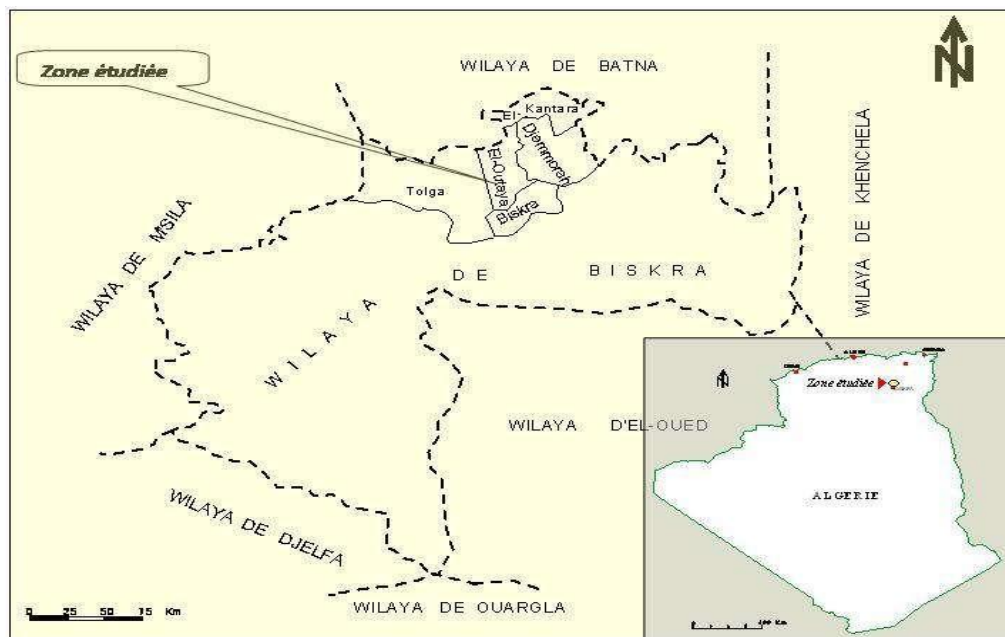 Zone étudiée
WILAYA DE BATNA
El-Kantara
Djemmorah
El-Outaya
Tolga
Biskra
WILAYA DE M'SILA
WILAYA DE KHENCHELA
WILAYA DE BISKRA
WILAYA D'EL-OUED
WILAYA DE DJELFA
WILAYA DE OUARGLA
0 25 50 75 Km
N
N
Zone étudiée
ALGERIE